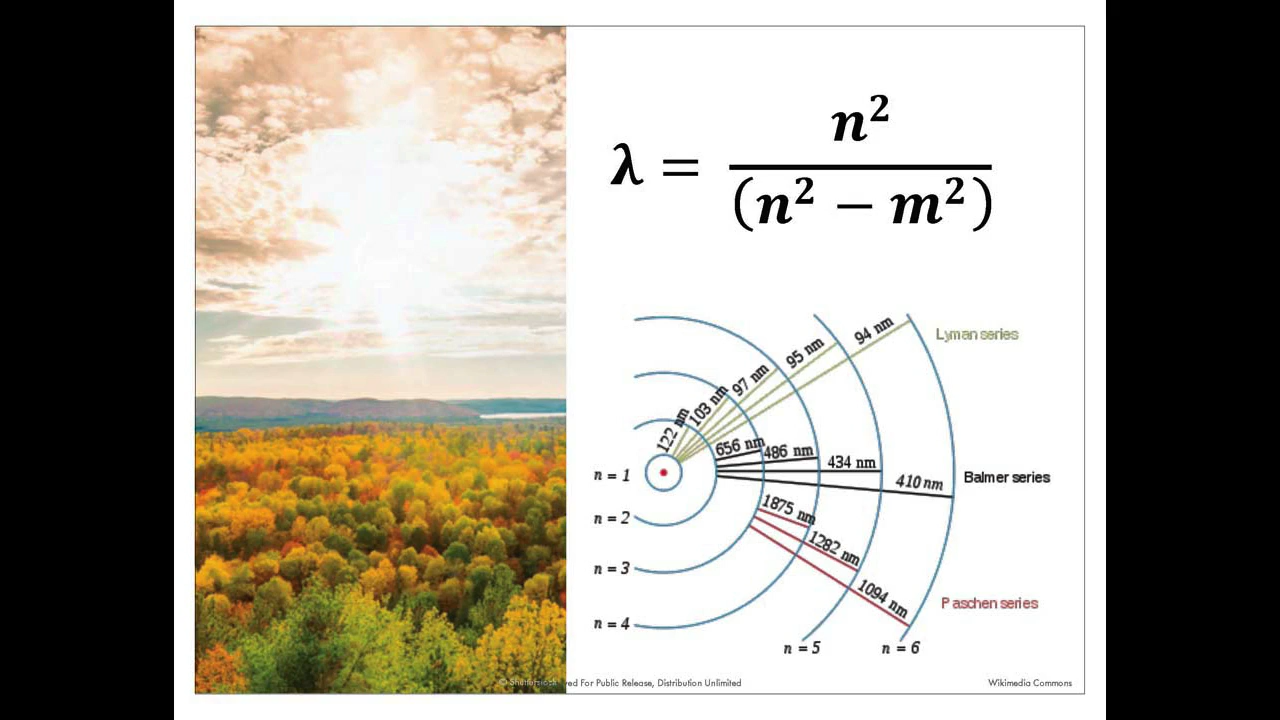 λ = n² / (n² − m²)
94 nm
Lyman series
95 nm
97 nm
103 nm
122 nm
656 nm
486 nm
434 nm
410 nm
Balmer series
n = 1
1875 nm
n = 2
1282 nm
n = 3
1094 nm
Paschen series
n = 4
n = 5
n = 6
© Shutterstock
ved For Public Release, Distribution Unlimited
Wikimedia Commons